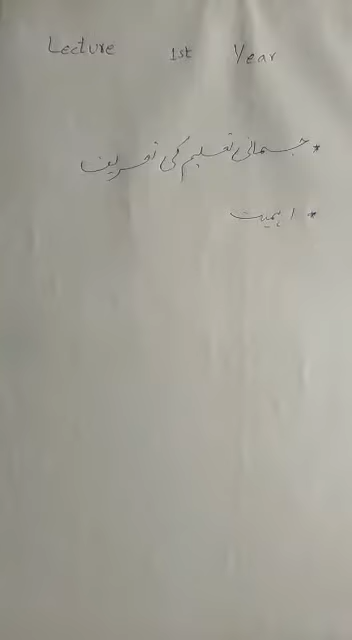 Lecture 1st Year
* جسمانی تعلیم کی تعریف
* اہمیت